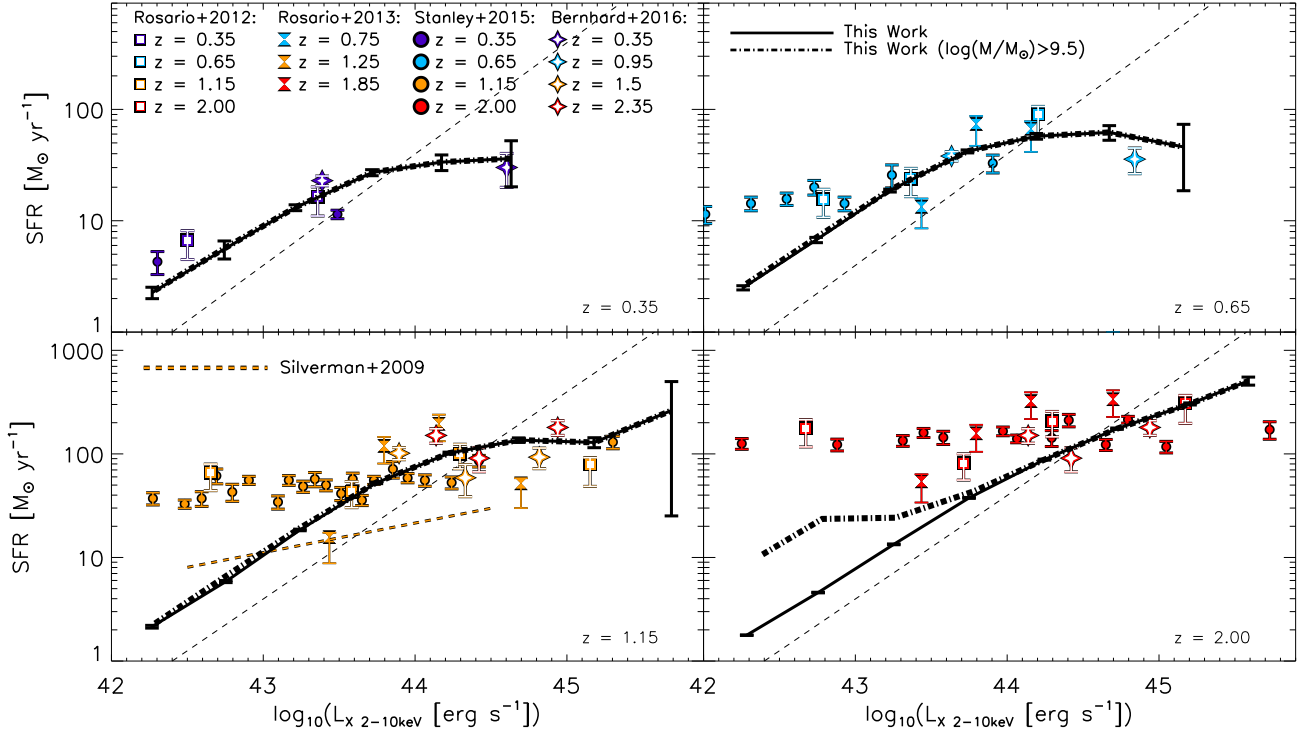 Rosario+2012: Rosario+2013: Stanley+2015: Bernhard+2016:
z = 0.35 z = 0.75 z = 0.35 z = 0.35
z = 0.65 z = 1.25 z = 0.65 z = 0.95
z = 1.15 z = 1.85 z = 1.15 z = 1.5
z = 2.00 z = 2.00 z = 2.35
This Work
This Work (log(M/M☉)>9.5)
SFR [M☉ yr⁻¹]
100
10
1
z = 0.35
z = 0.65
Silverman+2009
SFR [M☉ yr⁻¹]
1000
100
10
1
z = 1.15
z = 2.00
42 43 44 45 42 43 44 45
log₁₀(L_X 2−10keV [erg s⁻¹]) log₁₀(L_X 2−10keV [erg s⁻¹])